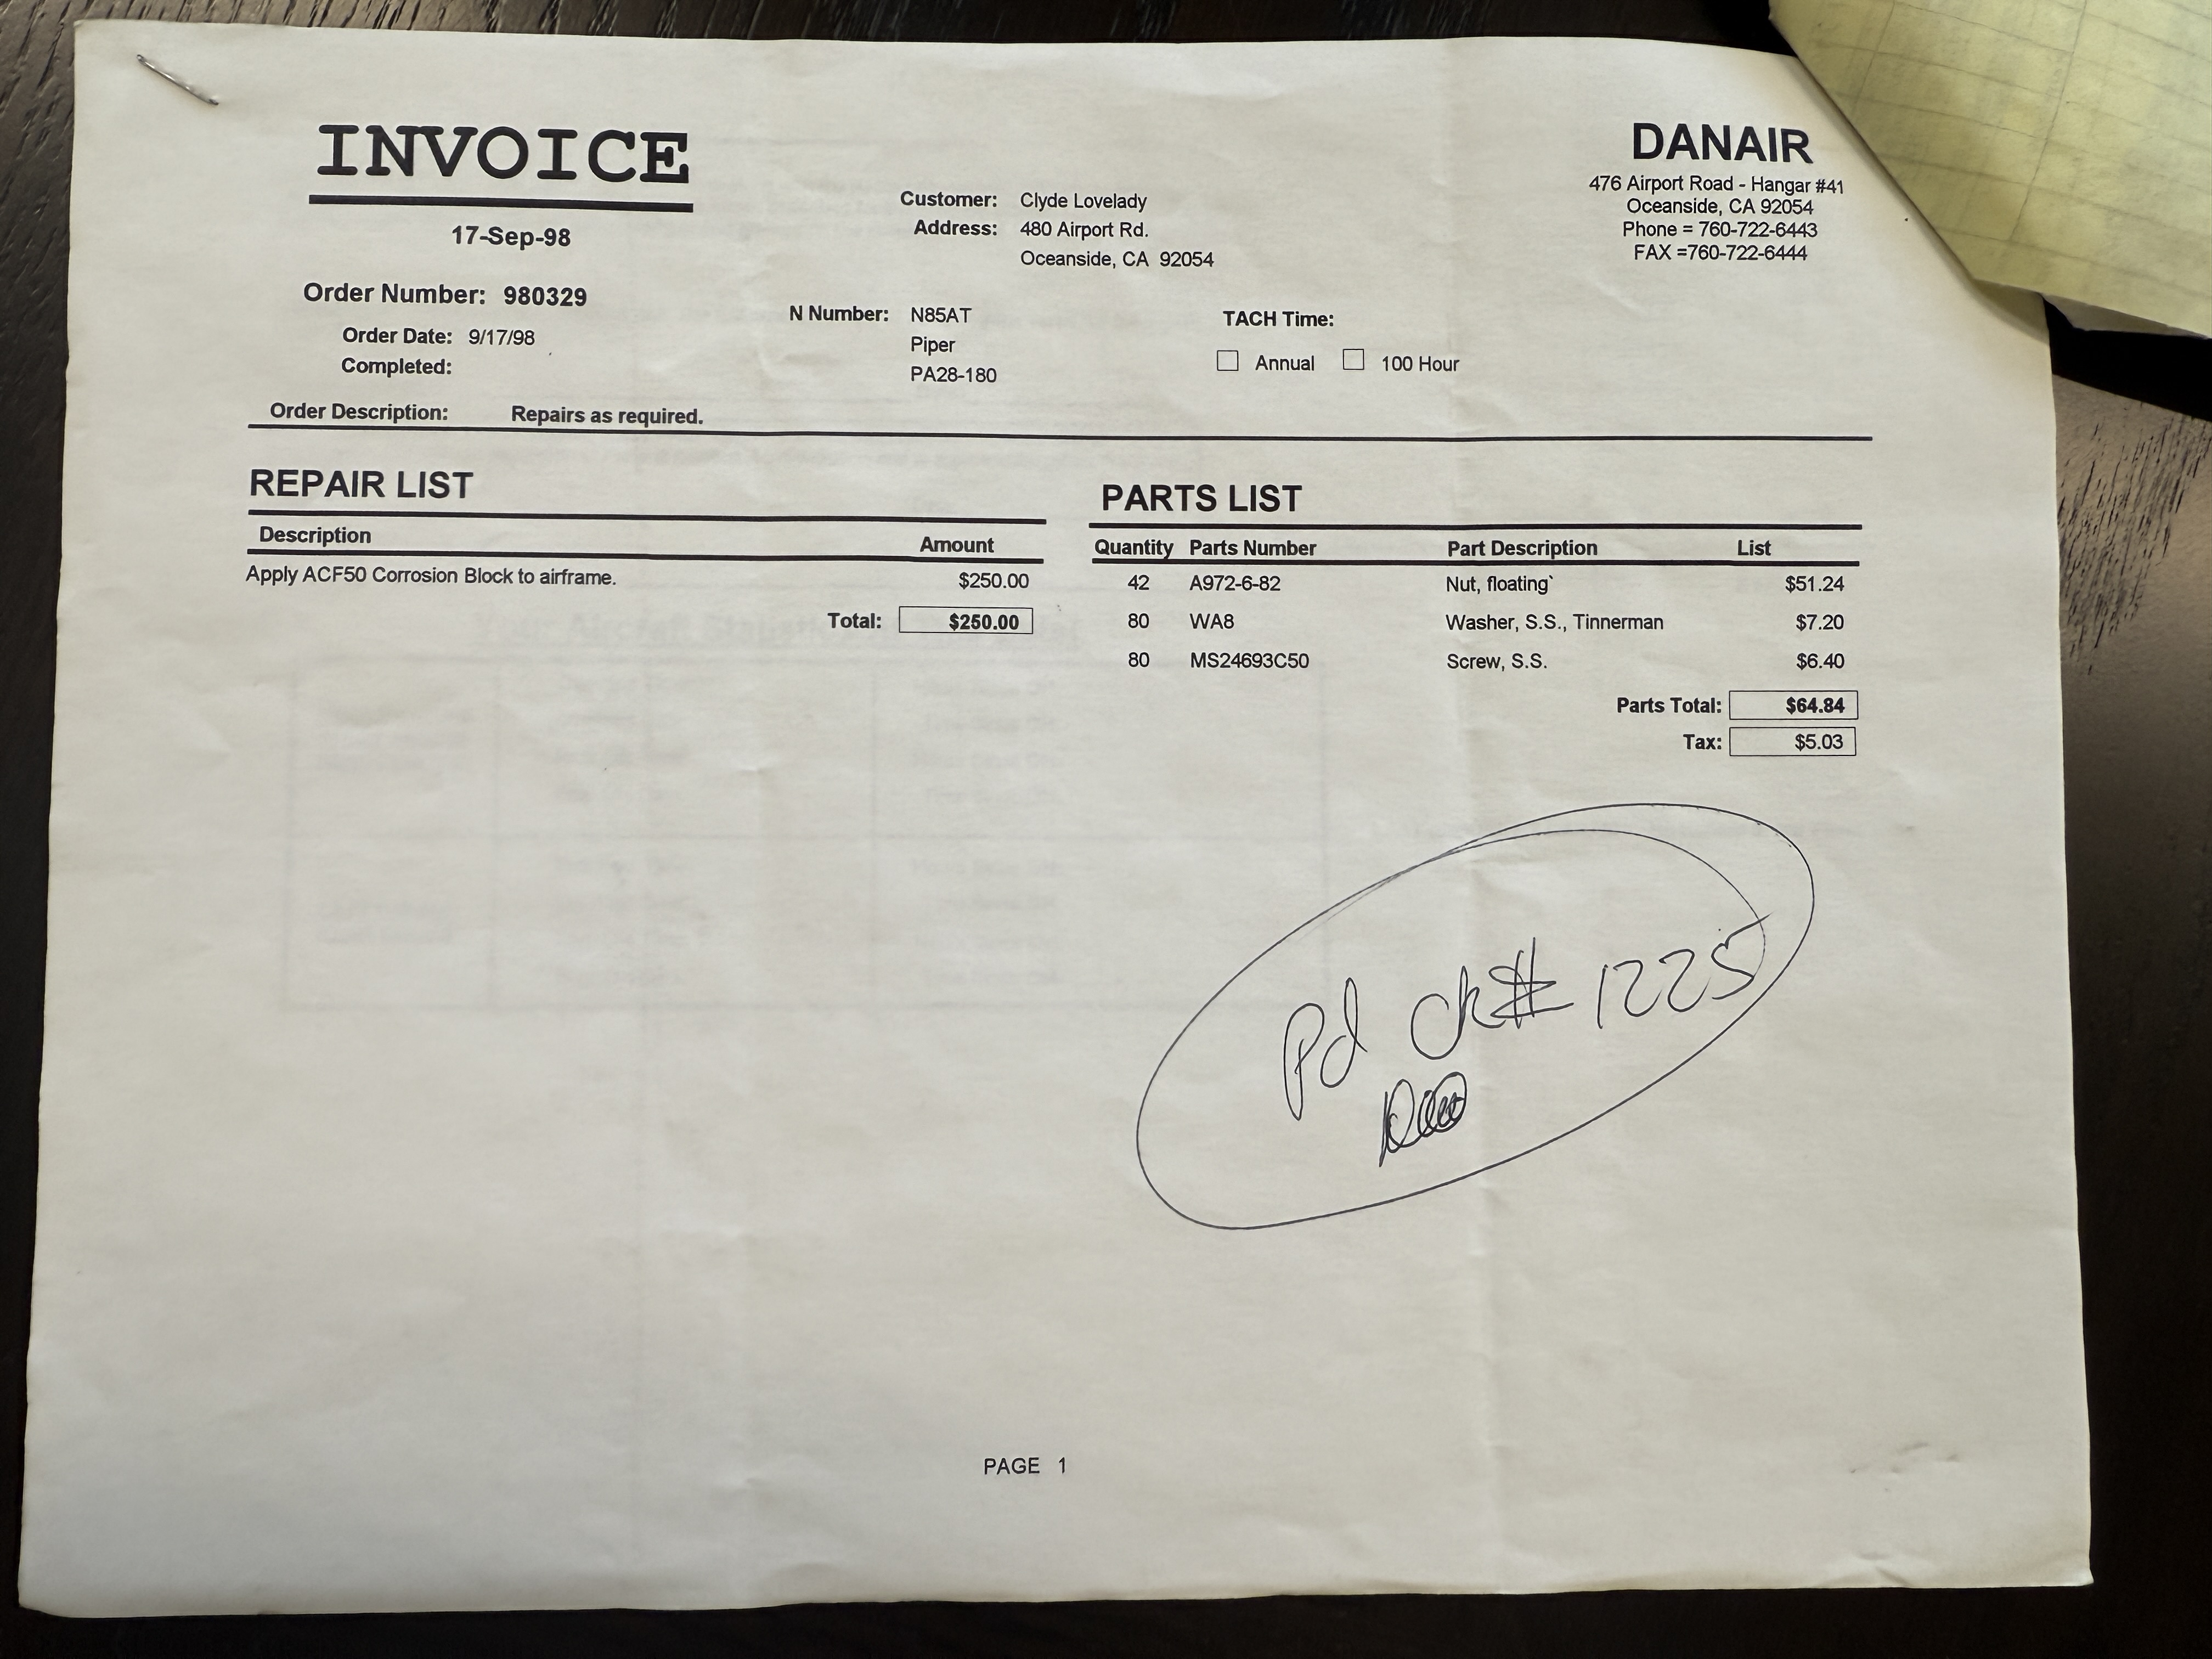 INVOICE
17-Sep-98
Order Number: 980329
Order Date: 9/17/98
Completed:
Customer: Clyde Lovelady
Address: 480 Airport Rd.
Oceanside, CA 92054
N Number: N85AT
Piper
PA28-180
DANAIR
476 Airport Road - Hangar #41
Oceanside, CA 92054
Phone = 760-722-6443
FAX =760-722-6444
TACH Time:
Annual 100 Hour
Order Description: Repairs as required.
REPAIR LIST
Description Amount
Apply ACF50 Corrosion Block to airframe. $250.00
Total: $250.00
PARTS LIST
Quantity Parts Number Part Description List
42 A972-6-82 Nut, floating` $51.24
80 WA8 Washer, S.S., Tinnerman $7.20
80 MS24693C50 Screw, S.S. $6.40
Parts Total: $64.84
Tax: $5.03
Pd ck# 1225
PAGE 1